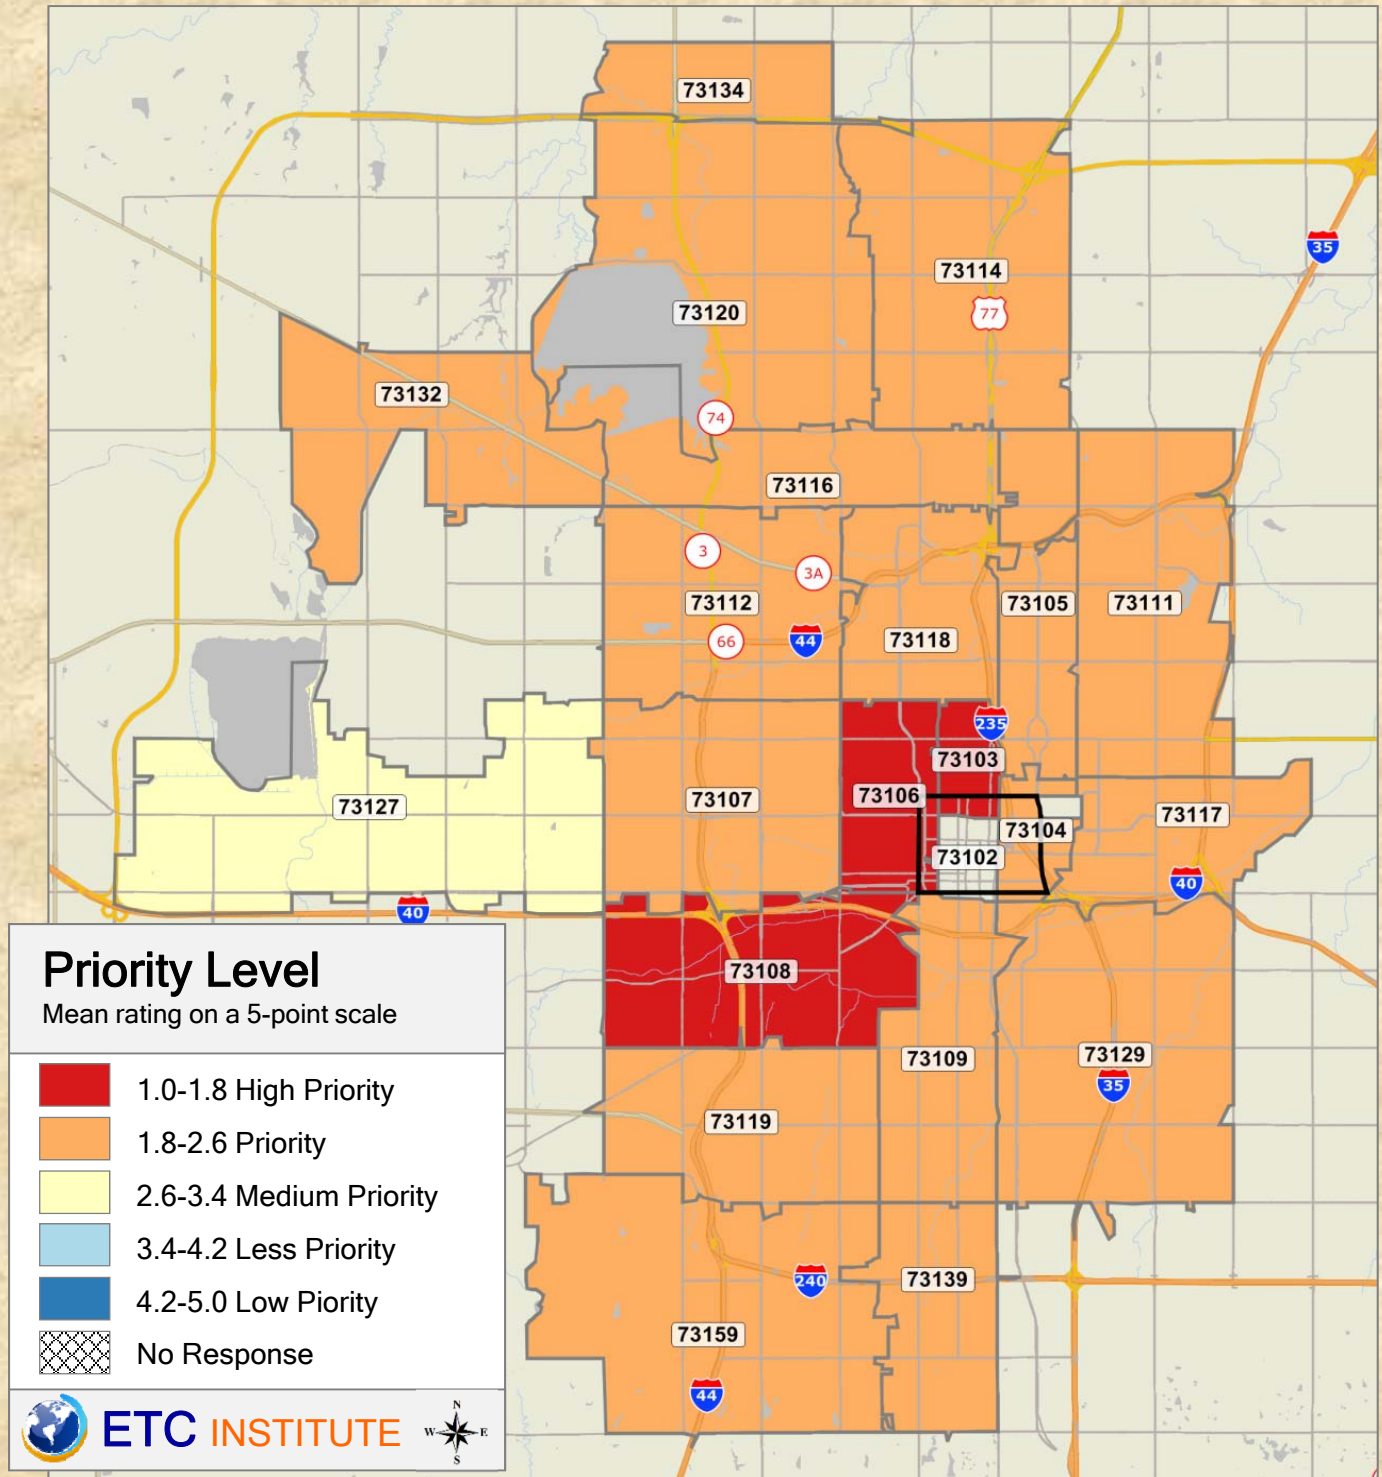 73134
35
73114
77
73120
73132
74
73116
3
3A
73112
73105
73111
66
44
73118
235
73103
73106
73107
73127
73117
73104
73102
40
40
73108
73109
73129
35
73119
73139
240
73159
44
Priority Level
Mean rating on a 5-point scale
1.0-1.8 High Priority
1.8-2.6 Priority
2.6-3.4 Medium Priority
3.4-4.2 Less Priority
4.2-5.0 Low Piority
No Response
ETC INSTITUTE
N
W E
S